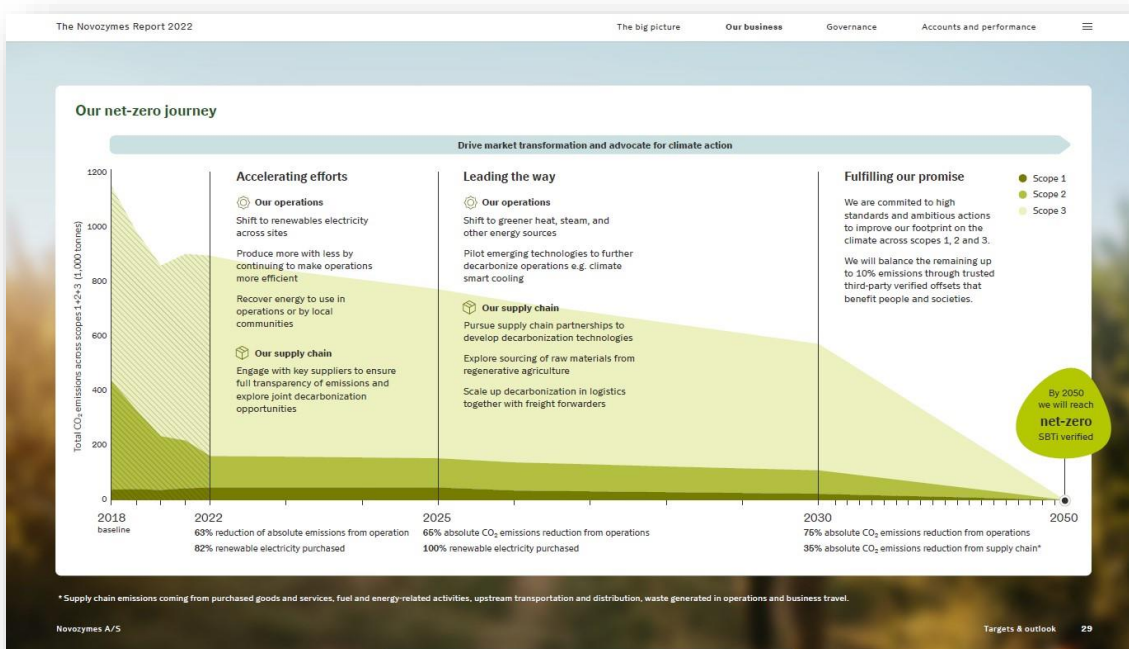 The Novozymes Report 2022
The big picture
Our business
Governance
Accounts and performance
Our net-zero journey
Drive market transformation and advocate for climate action
Total CO₂ emissions across scopes 1+2+3 (1,000 tonnes)
1200
1000
800
600
400
200
0
Accelerating efforts
Our operations
Shift to renewables electricity
across sites
Produce more with less by
continuing to make operations
more efficient
Recover energy to use in
operations or by local
communities
Our supply chain
Engage with key suppliers to ensure
full transparency of emissions and
explore joint decarbonization
opportunities
Leading the way
Our operations
Shift to greener heat, steam, and
other energy sources
Pilot emerging technologies to further
decarbonize operations e.g. climate
smart cooling
Our supply chain
Pursue supply chain partnerships to
develop decarbonization technologies
Explore sourcing of raw materials from
regenerative agriculture
Scale up decarbonization in logistics
together with freight forwarders
Fulfilling our promise
We are commited to high
standards and ambitious actions
to improve our footprint on the
climate across scopes 1, 2 and 3.
We will balance the remaining up
to 10% emissions through trusted
third-party verified offsets that
benefit people and societies.
Scope 1
Scope 2
Scope 3
By 2050
we will reach
net-zero
SBTi verified
2018
baseline
2022
63% reduction of absolute emissions from operation
82% renewable electricity purchased
2025
65% absolute CO₂ emissions reduction from operations
100% renewable electricity purchased
2030
75% absolute CO₂ emissions reduction from operations
35% absolute CO₂ emissions reduction from supply chain*
2050
* Supply chain emissions coming from purchased goods and services, fuel and energy-related activities, upstream transportation and distribution, waste generated in operations and business travel.
Novozymes A/S
Targets & outlook 29